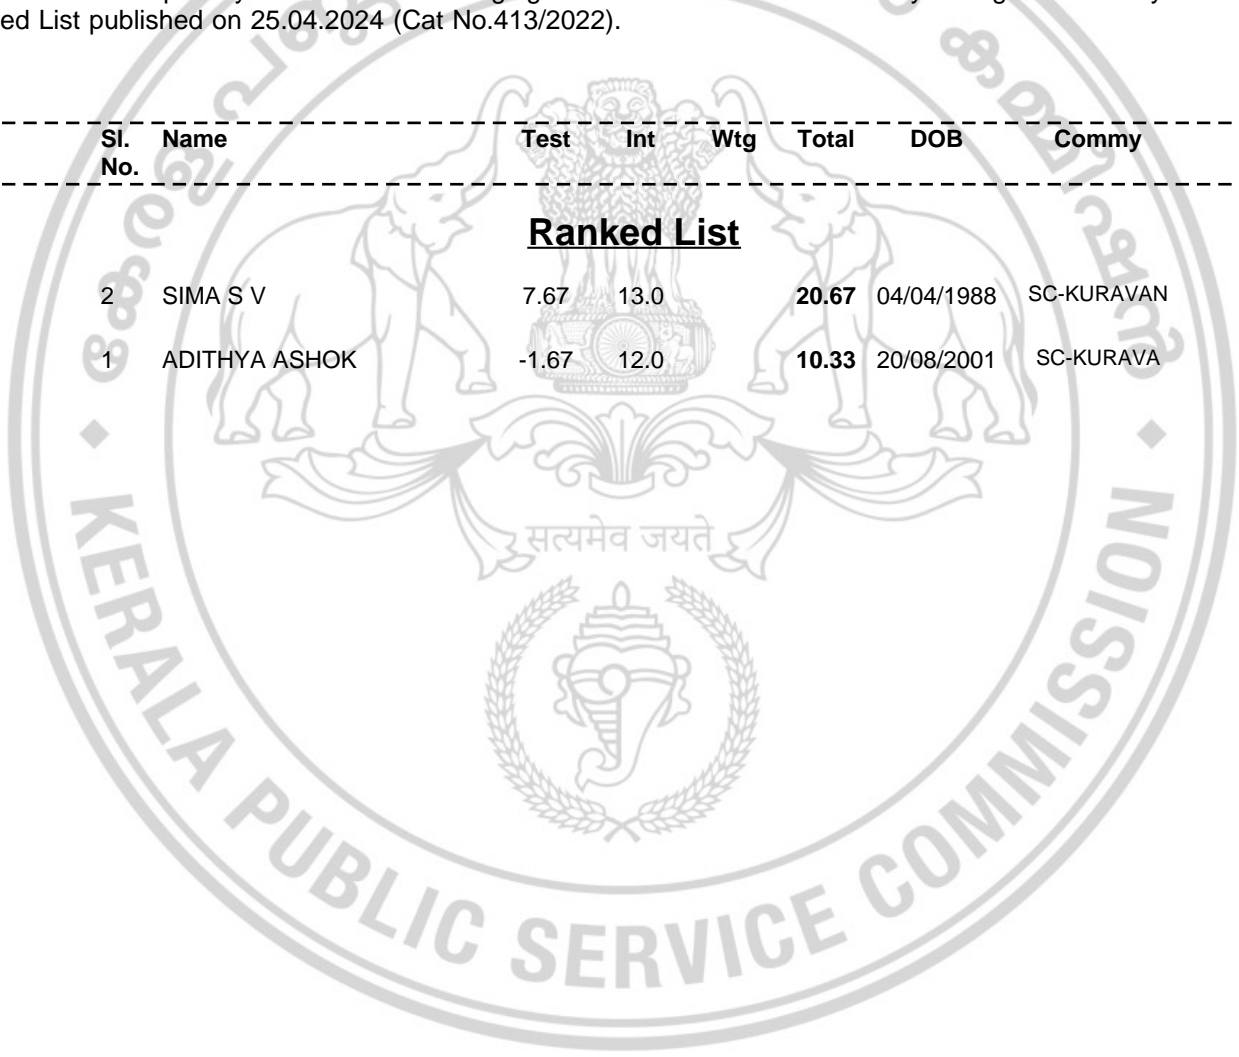 ed List published on 25.04.2024 (Cat No.413/2022).
Sl. Name Test Int Wtg Total DOB Commy
No.
Ranked List
2 SIMA S V 7.67 13.0 20.67 04/04/1988 SC-KURAVAN
1 ADITHYA ASHOK -1.67 12.0 10.33 20/08/2001 SC-KURAVA
सत्यमेव जयते
KERALA PUBLIC SERVICE COMMISSION